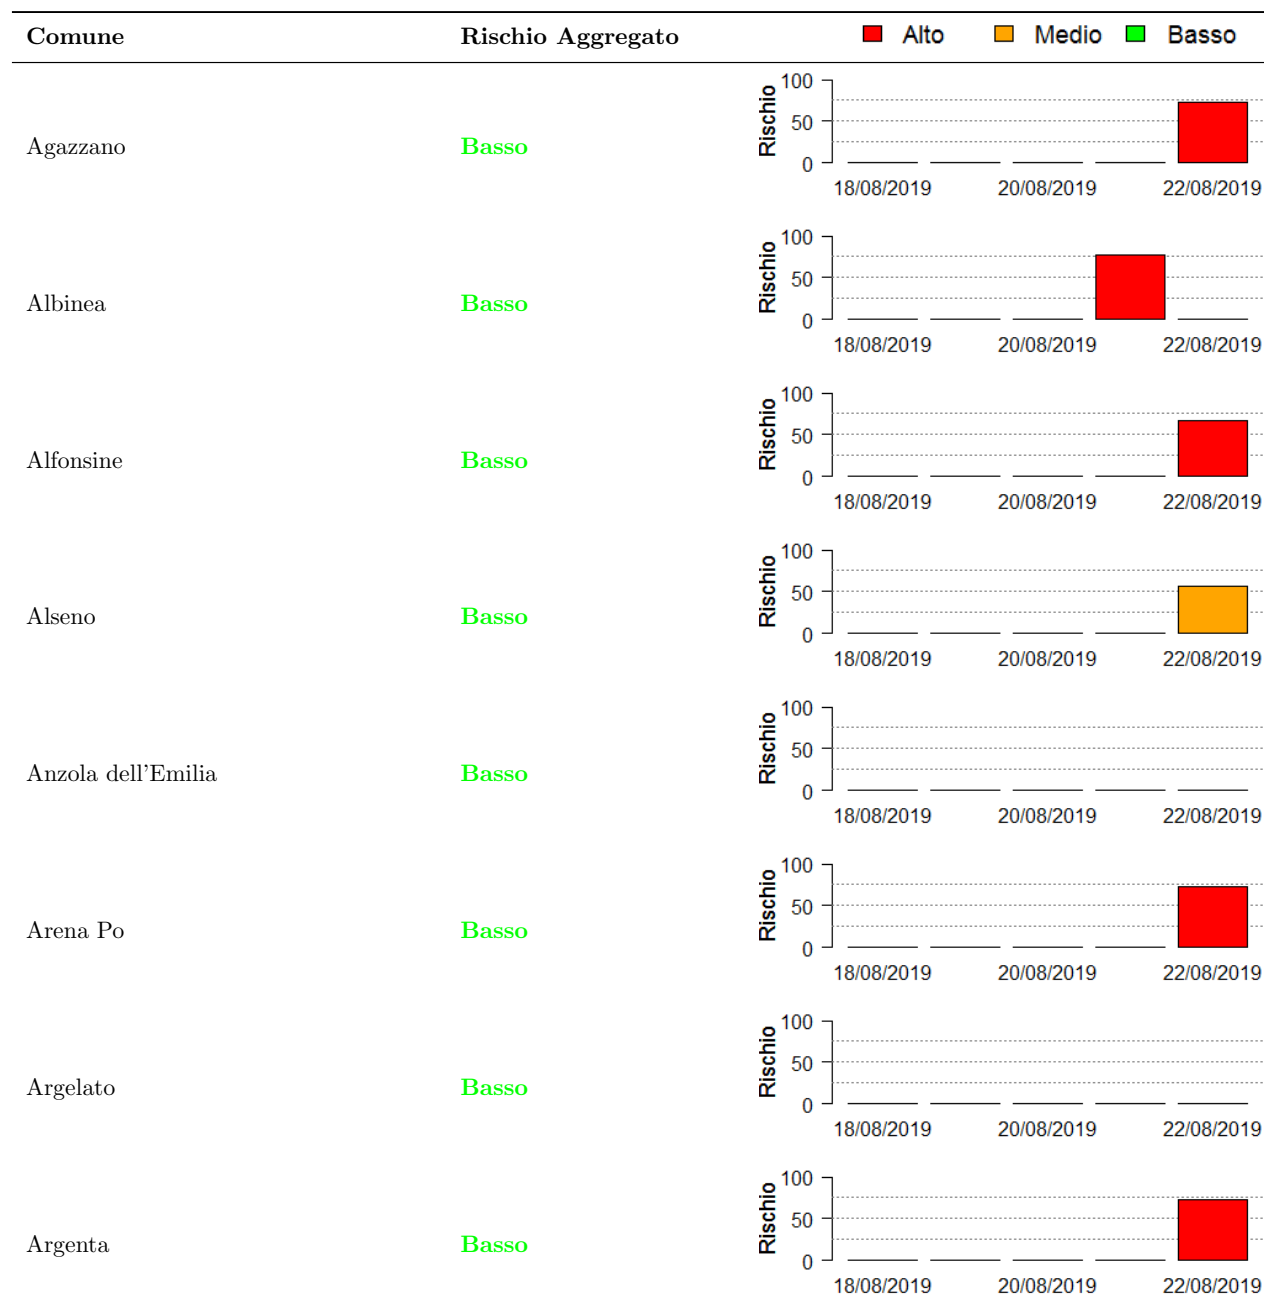 Comune Rischio Aggregato Alto Medio Basso
Agazzano Basso
Rischio
100
50
0
18/08/2019 20/08/2019 22/08/2019
Albinea Basso
Rischio
100
50
0
18/08/2019 20/08/2019 22/08/2019
Alfonsine Basso
Rischio
100
50
0
18/08/2019 20/08/2019 22/08/2019
Alseno Basso
Rischio
100
50
0
18/08/2019 20/08/2019 22/08/2019
Anzola dell'Emilia Basso
Rischio
100
50
0
18/08/2019 20/08/2019 22/08/2019
Arena Po Basso
Rischio
100
50
0
18/08/2019 20/08/2019 22/08/2019
Argelato Basso
Rischio
100
50
0
18/08/2019 20/08/2019 22/08/2019
Argenta Basso
Rischio
100
50
0
18/08/2019 20/08/2019 22/08/2019